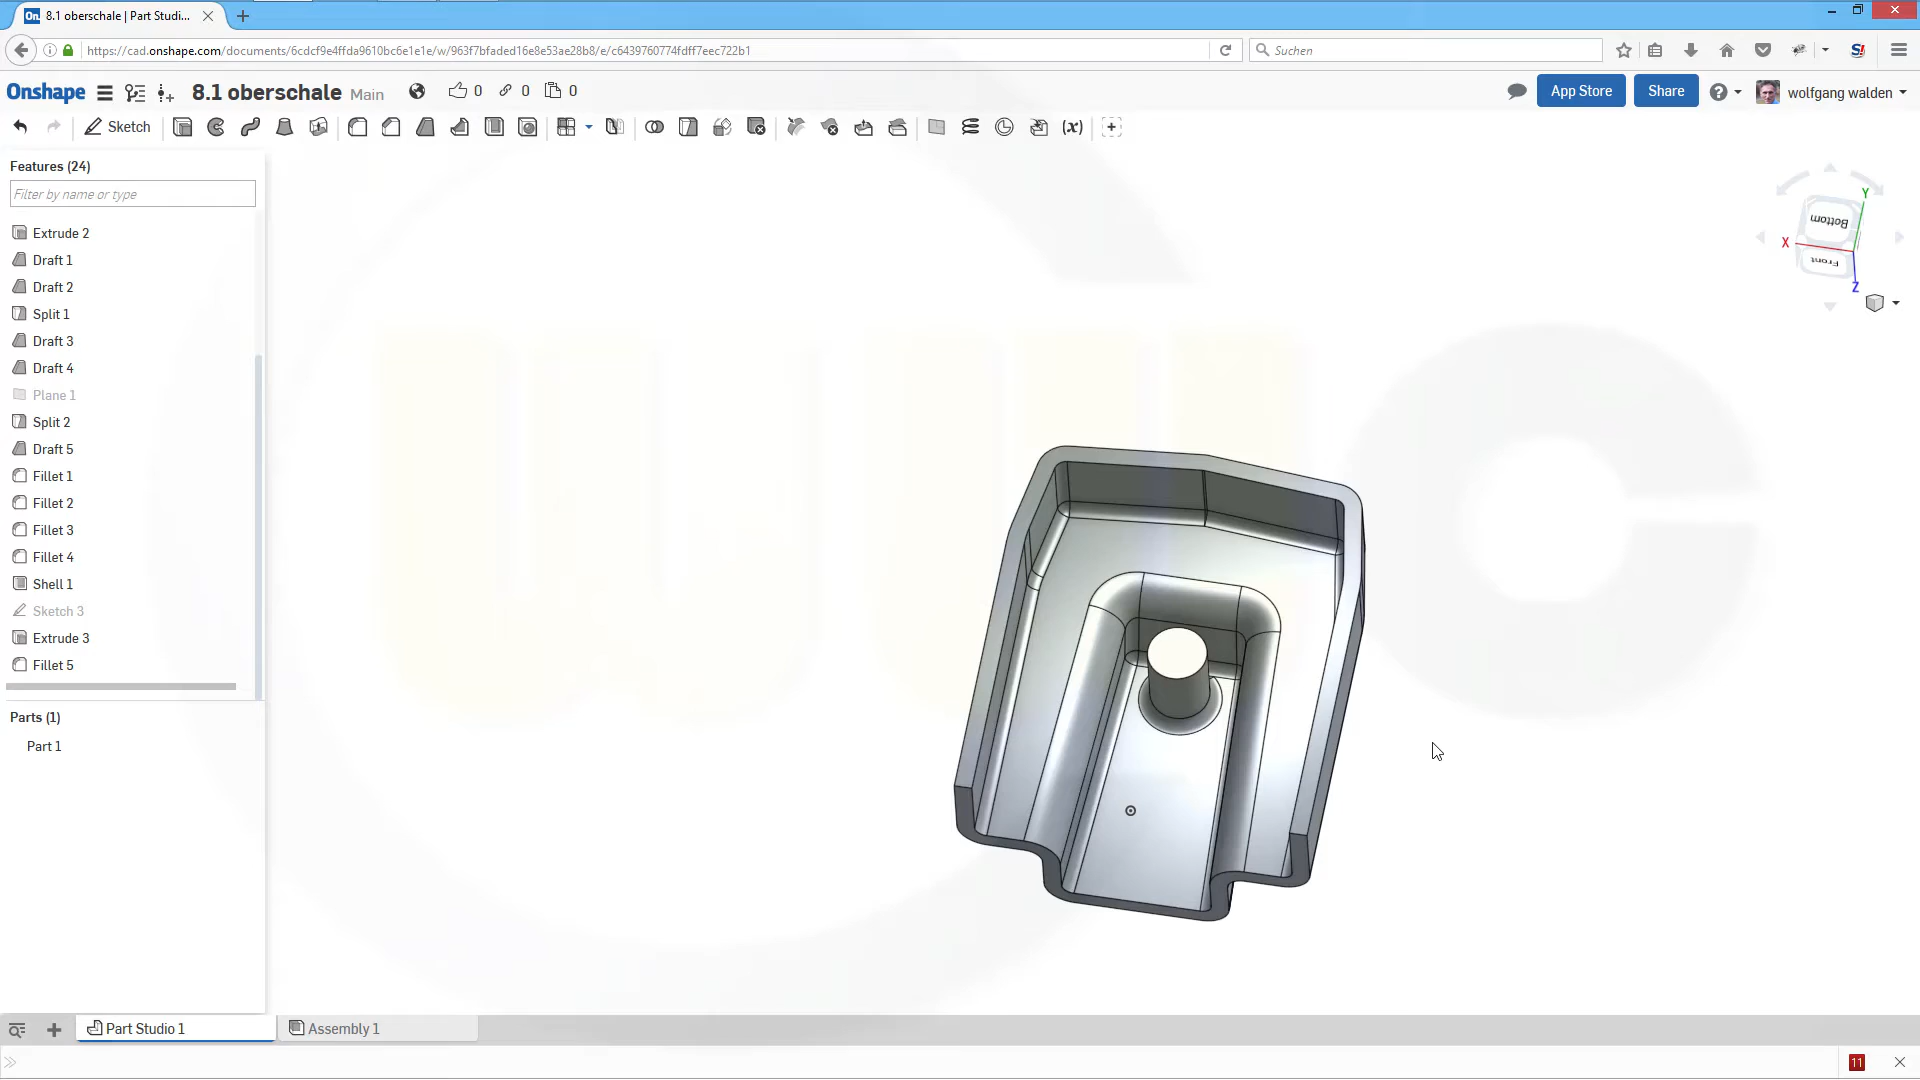 8.1 oberschale | Part Studi...
https://cad.onshape.com/documents/6cdcf9e4ffda9610bc6e1e1e/w/963f7bfaded16e8e53ae28b8/e/c6439760774fdff7eec722b1
Suchen
Onshape
8.1 oberschale Main
0
0
0
App Store
Share
wolfgang walden
Sketch
(x)
Features (24)
Filter by name or type
Extrude 2
Draft 1
Draft 2
Split 1
Draft 3
Draft 4
Plane 1
Split 2
Draft 5
Fillet 1
Fillet 2
Fillet 3
Fillet 4
Shell 1
Sketch 3
Extrude 3
Fillet 5
Parts (1)
Part 1
Y
Bottom
X
Front
Z
Part Studio 1
Assembly 1
11